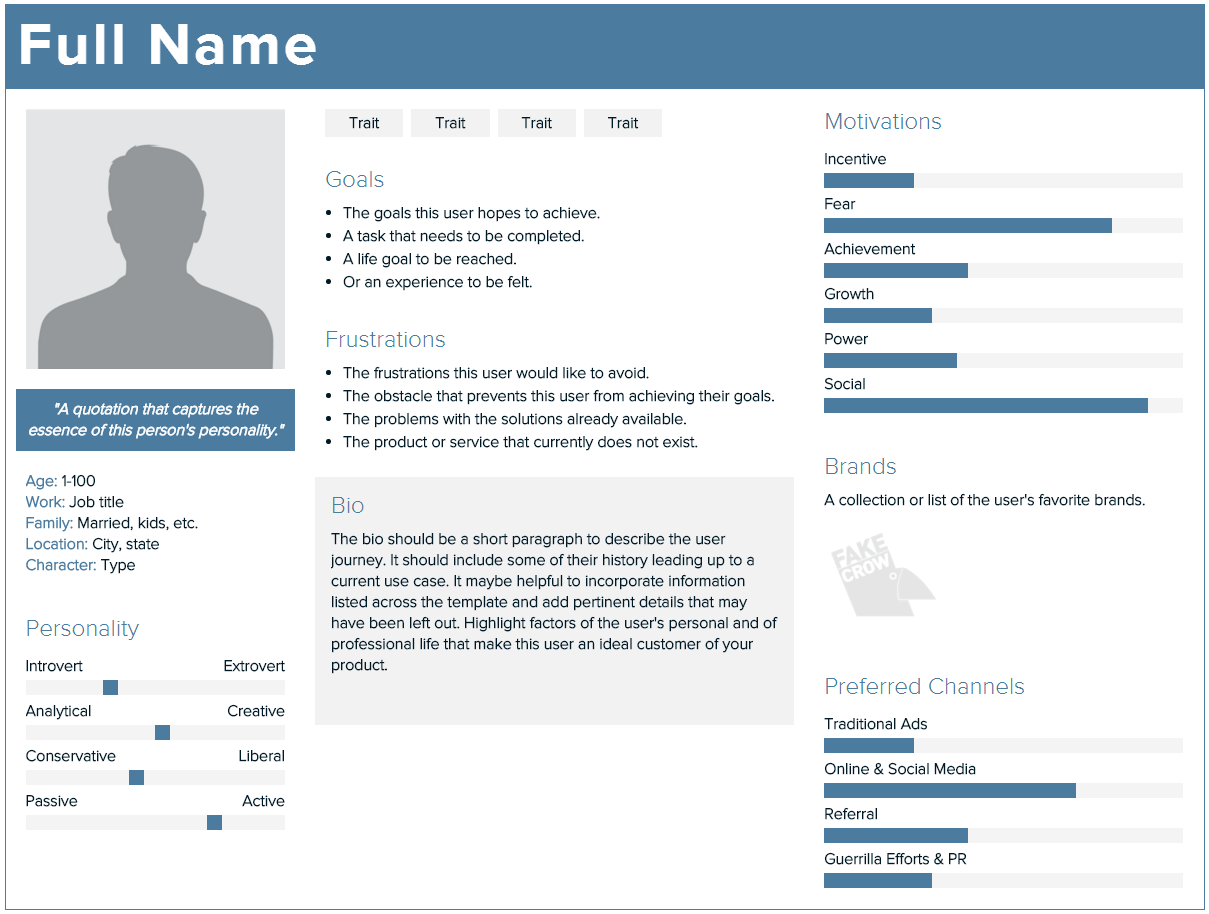 Full Name
"A quotation that captures the
essence of this person's personality."
Age: 1-100
Work: Job title
Family: Married, kids, etc.
Location: City, state
Character: Type
Personality
Introvert Extrovert
Analytical Creative
Conservative Liberal
Passive Active
Trait Trait Trait Trait
Goals
• The goals this user hopes to achieve.
• A task that needs to be completed.
• A life goal to be reached.
• Or an experience to be felt.
Frustrations
• The frustrations this user would like to avoid.
• The obstacle that prevents this user from achieving their goals.
• The problems with the solutions already available.
• The product or service that currently does not exist.
Bio
The bio should be a short paragraph to describe the user
journey. It should include some of their history leading up to a
current use case. It maybe helpful to incorporate information
listed across the template and add pertinent details that may
have been left out. Highlight factors of the user's personal and of
professional life that make this user an ideal customer of your
product.
Motivations
Incentive
Fear
Achievement
Growth
Power
Social
Brands
A collection or list of the user's favorite brands.
FAKE
CROW
Preferred Channels
Traditional Ads
Online & Social Media
Referral
Guerrilla Efforts & PR